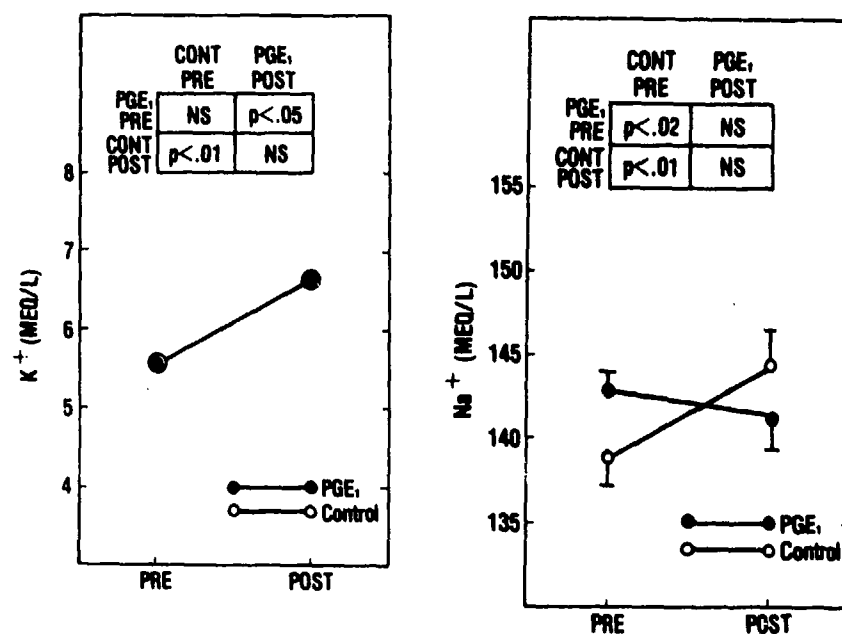 CONT PGE₁
PRE POST
PGE₁
PRE NS p<.05
CONT
POST p<.01 NS
8
7
6
5
4
K⁺ (MEQ/L)
PGE₁
Control
PRE POST
CONT PGE₁
PRE POST
PGE₁
PRE p<.02 NS
CONT
POST p<.01 NS
155
150
145
140
135
Na⁺ (MEQ/L)
PGE₁
Control
PRE POST